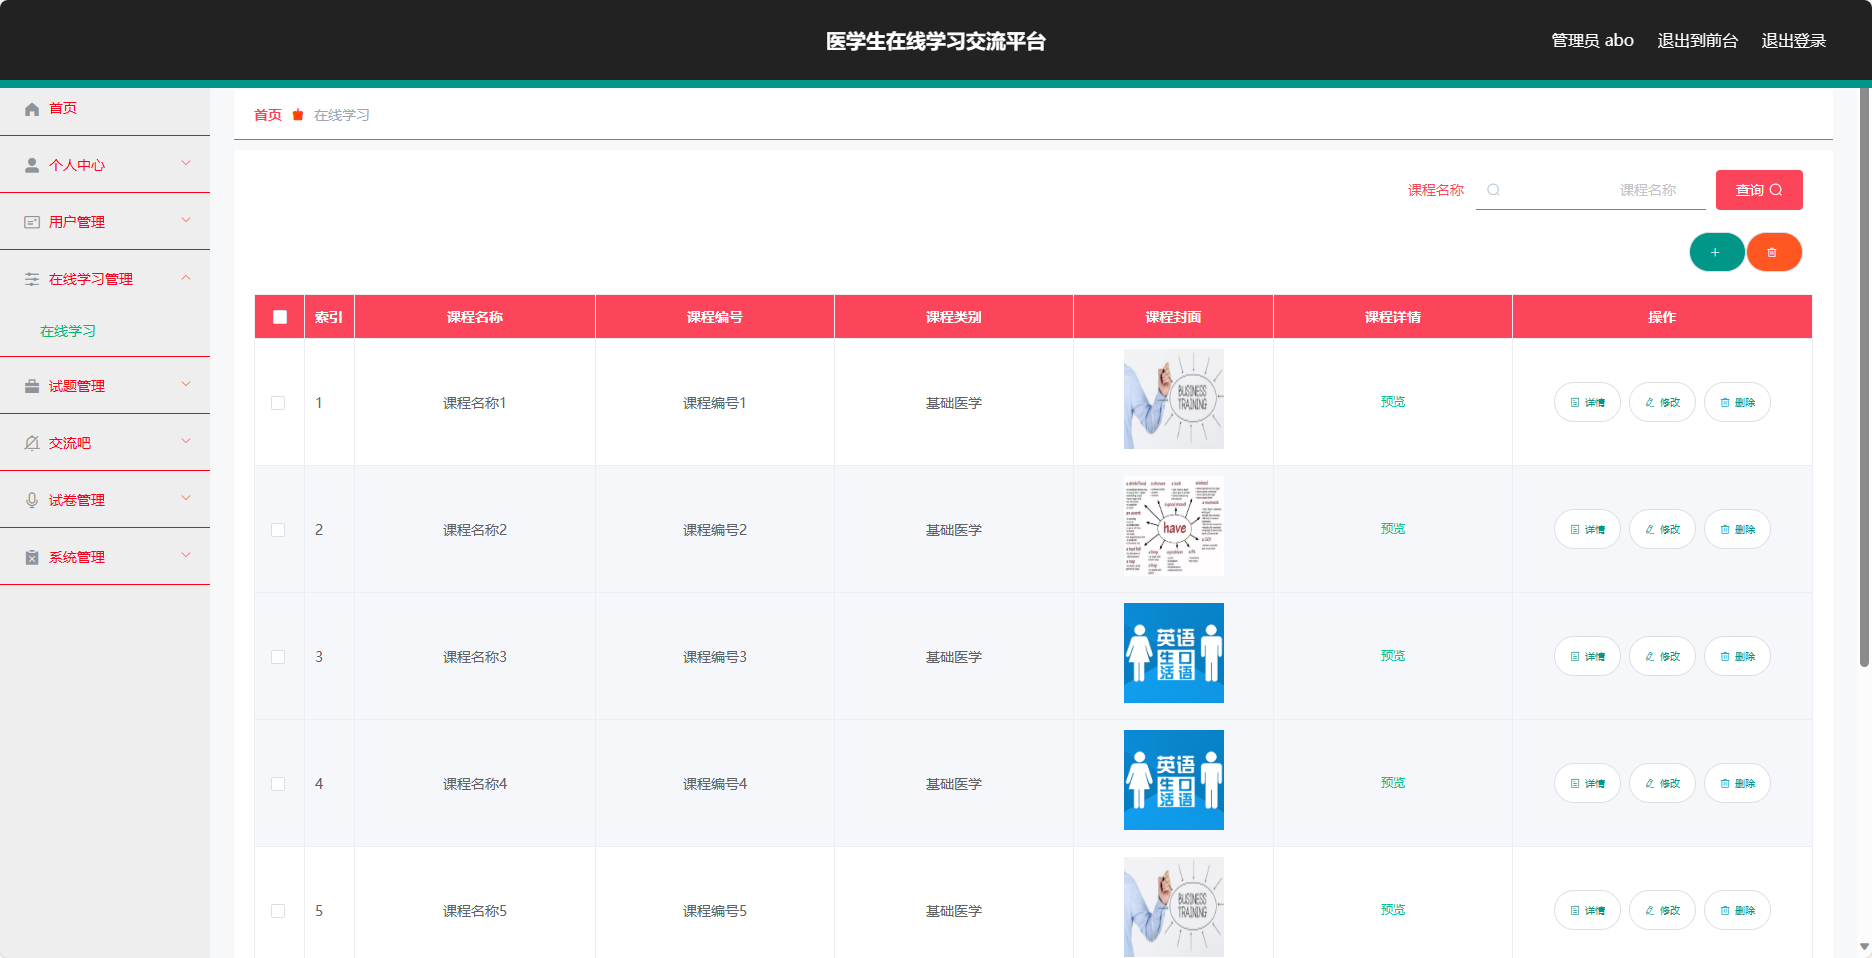 医学生在线学习交流平台
管理员 abo 退出到前台 退出登录
首页
个人中心
用户管理
在线学习管理
在线学习
试题管理
交流吧
试卷管理
系统管理
首页 在线学习
课程名称 课程名称 查询
索引 课程名称 课程编号 课程类别 课程封面 课程详情 操作
1 课程名称1 课程编号1 基础医学 预览 详情 修改 删除
BUSINESS
TRAINING
2 课程名称2 课程编号2 基础医学 预览 详情 修改 删除
have
3 课程名称3 课程编号3 基础医学 预览 详情 修改 删除
英语
生口
活语
4 课程名称4 课程编号4 基础医学 预览 详情 修改 删除
英语
生口
活语
5 课程名称5 课程编号5 基础医学 预览 详情 修改 删除
BUSINESS
TRAINING